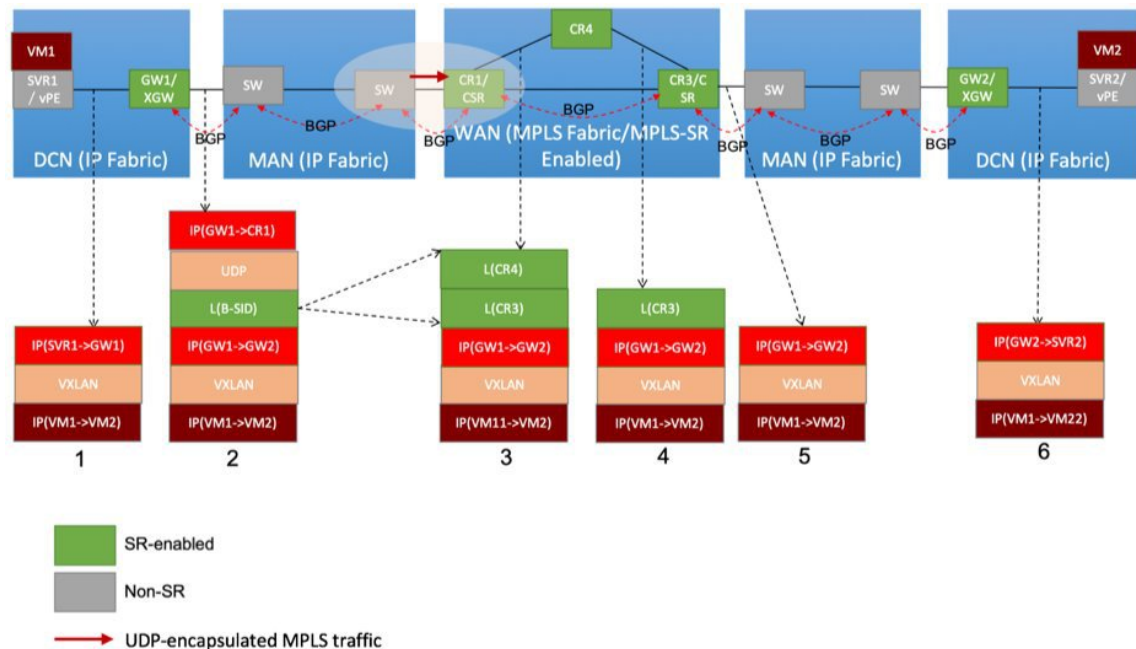 CR4
VM1
SVR1
/ vPE
GW1/
XGW
SW
SW
CR1/
CSR
CR3/C
SR
SW
SW
GW2/
XGW
VM2
SVR2/
vPE
BGP
BGP
BGP
BGP
BGP
BGP
DCN (IP Fabric)
MAN (IP Fabric)
WAN (MPLS Fabric/MPLS-SR
Enabled)
MAN (IP Fabric)
DCN (IP Fabric)
IP(SVR1->GW1)
VXLAN
IP(VM1->VM2)
1
IP(GW1->CR1)
UDP
L(B-SID)
IP(GW1->GW2)
VXLAN
IP(VM1->VM2)
2
L(CR4)
L(CR3)
IP(GW1->GW2)
VXLAN
IP(VM11->VM2)
3
L(CR3)
IP(GW1->GW2)
VXLAN
IP(VM1->VM2)
4
IP(GW1->GW2)
VXLAN
IP(VM1->VM2)
5
IP(GW2->SVR2)
VXLAN
IP(VM1->VM22)
6
SR-enabled
Non-SR
UDP-encapsulated MPLS traffic